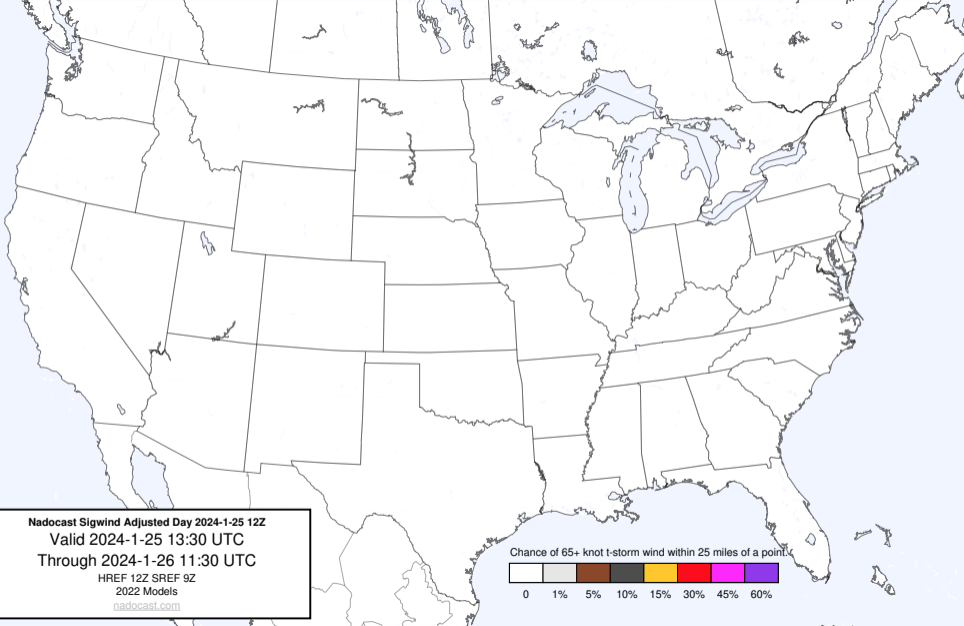 Nadocast Sigwind Adjusted Day 2024-1-25 12Z
Valid 2024-1-25 13:30 UTC
Through 2024-1-26 11:30 UTC
HREF 12Z SREF 9Z
2022 Models
nadocast.com
Chance of 65+ knot t-storm wind within 25 miles of a point.
0 1% 5% 10% 15% 30% 45% 60%